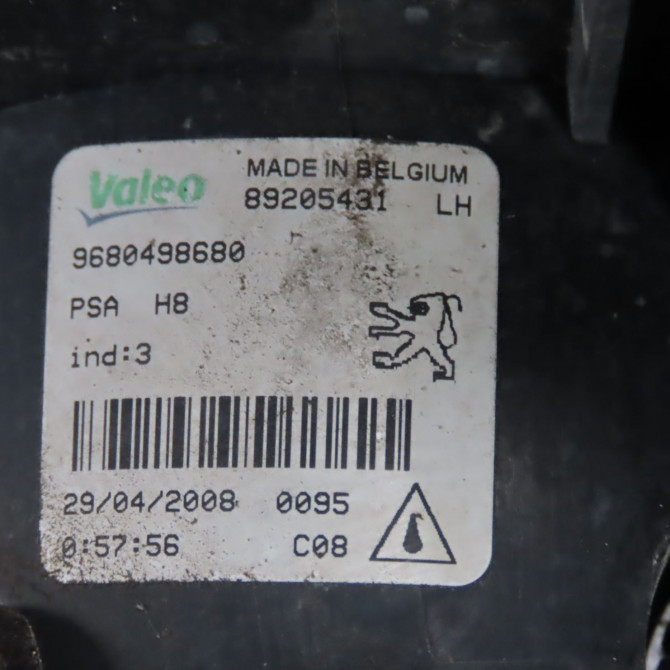 Valeo
MADE IN BELGIUM
89205431 LH
9680498680
PSA H8
ind:3
29/04/2008 0095
0:57:56 C08